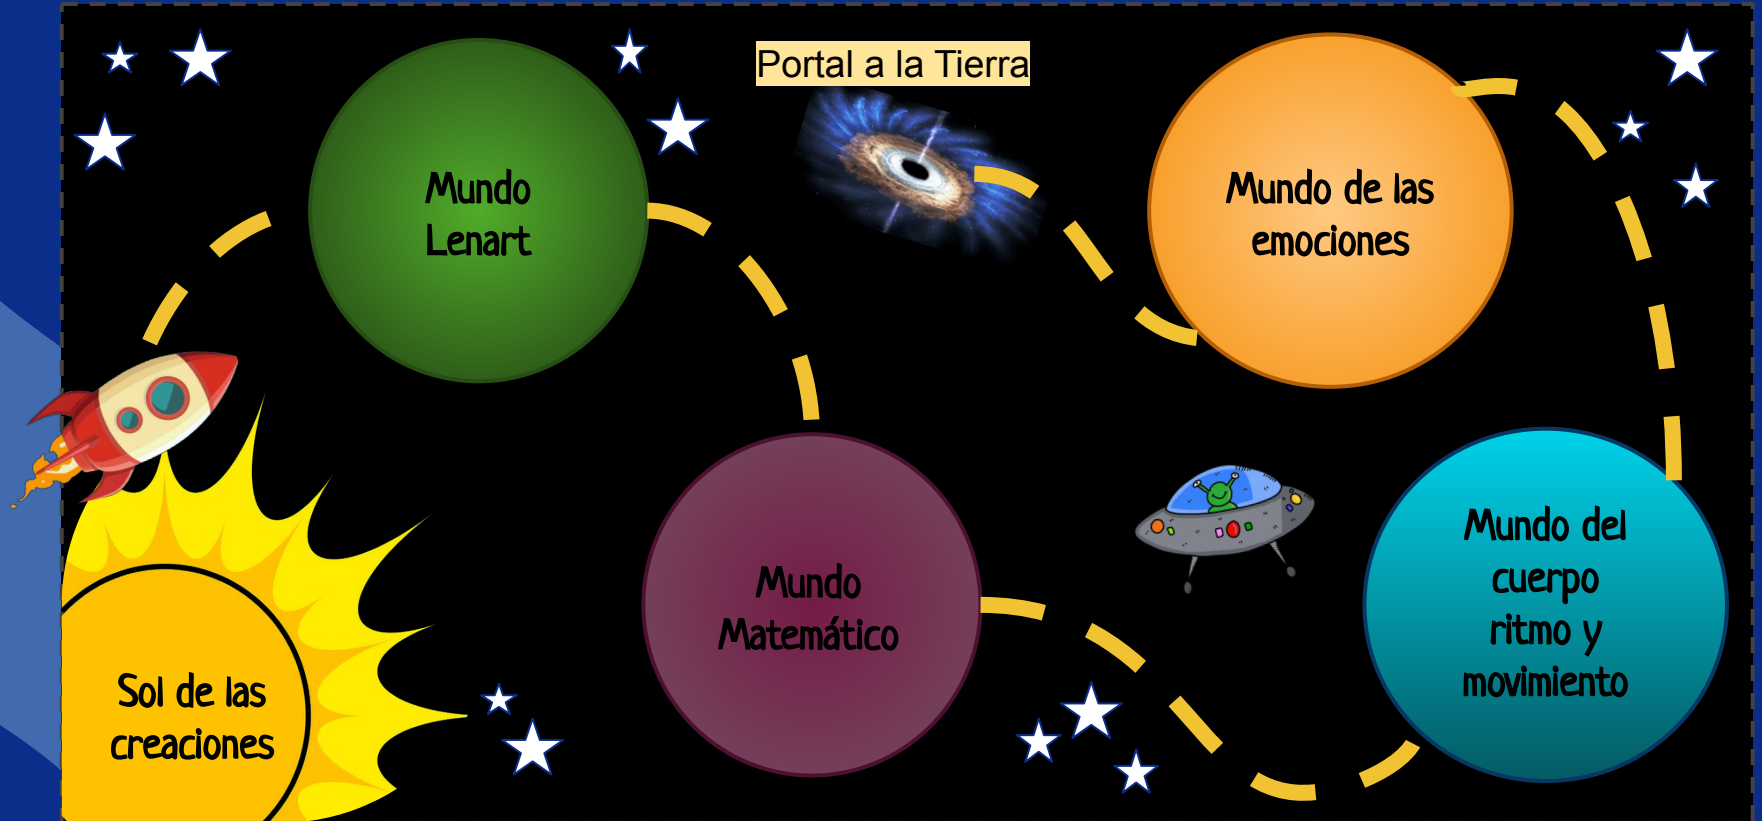 Portal a la Tierra
Mundo
Lenart
Mundo de las
emociones
Mundo
Matemático
Mundo del
cuerpo
ritmo y
movimiento
Sol de las
creaciones